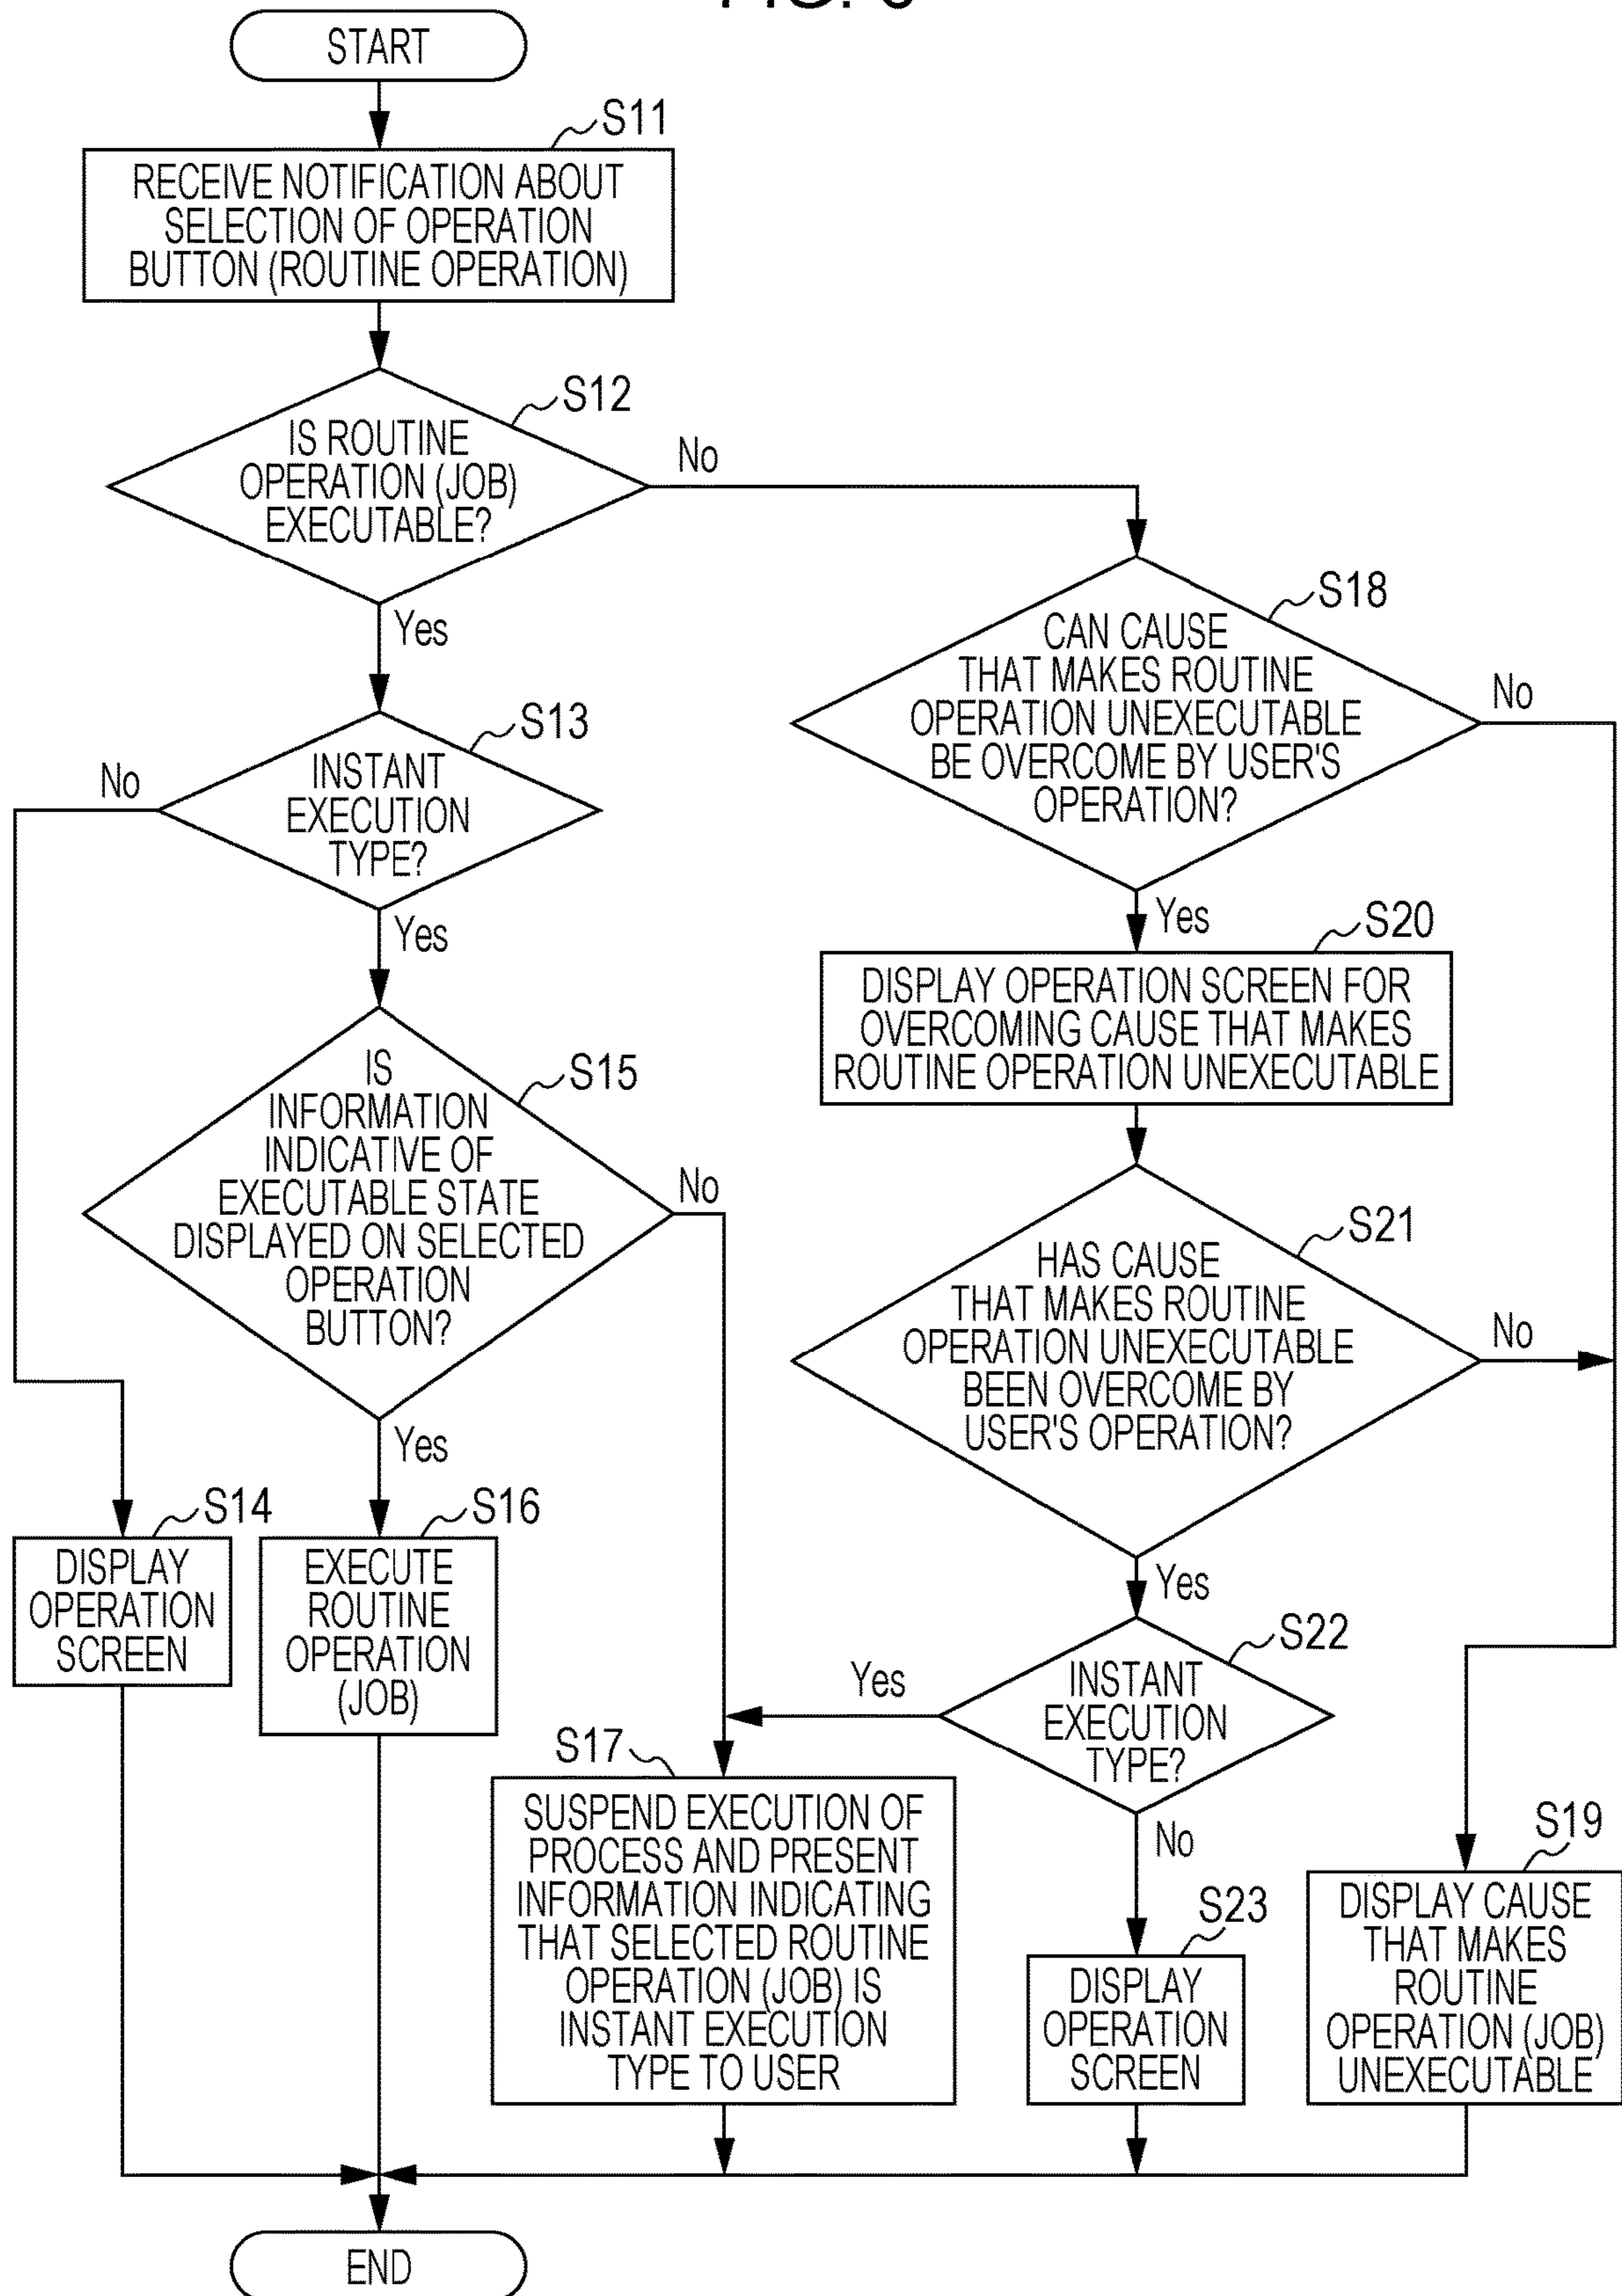 START
S11
RECEIVE NOTIFICATION ABOUT
SELECTION OF OPERATION
BUTTON (ROUTINE OPERATION)
S12
IS ROUTINE
OPERATION (JOB)
EXECUTABLE?
No
Yes
S13
INSTANT
EXECUTION
TYPE?
No
Yes
S15
IS
INFORMATION
INDICATIVE OF
EXECUTABLE STATE
DISPLAYED ON SELECTED
OPERATION
BUTTON?
No
Yes
S14
DISPLAY
OPERATION
SCREEN
S16
EXECUTE
ROUTINE
OPERATION
(JOB)
S17
SUSPEND EXECUTION OF
PROCESS AND PRESENT
INFORMATION INDICATING
THAT SELECTED ROUTINE
OPERATION (JOB) IS
INSTANT EXECUTION
TYPE TO USER
S18
CAN CAUSE
THAT MAKES ROUTINE
OPERATION UNEXECUTABLE
BE OVERCOME BY USER'S
OPERATION?
No
Yes
S20
DISPLAY OPERATION SCREEN FOR
OVERCOMING CAUSE THAT MAKES
ROUTINE OPERATION UNEXECUTABLE
S21
HAS CAUSE
THAT MAKES ROUTINE
OPERATION UNEXECUTABLE
BEEN OVERCOME BY
USER'S OPERATION?
No
Yes
S22
INSTANT
EXECUTION
TYPE?
Yes
No
S23
DISPLAY
OPERATION
SCREEN
S19
DISPLAY CAUSE
THAT MAKES
ROUTINE
OPERATION (JOB)
UNEXECUTABLE
END